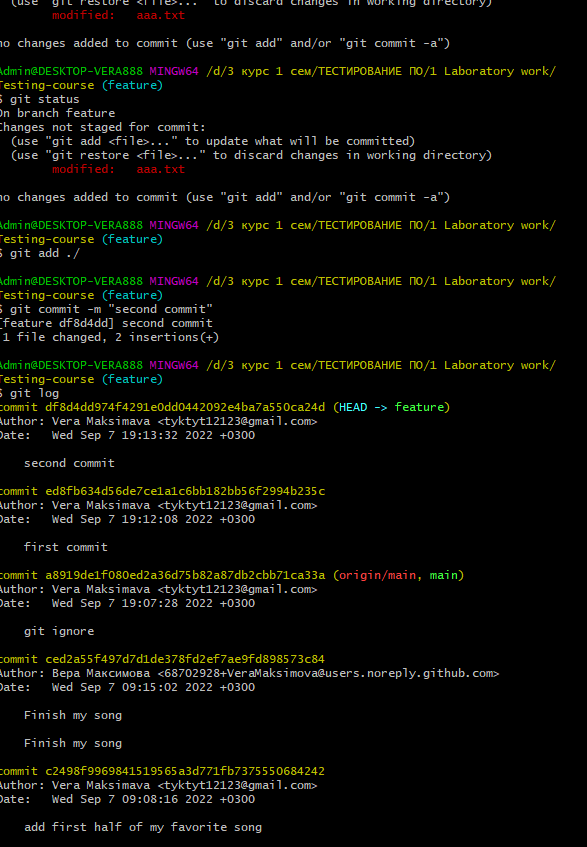 (use "git restore <file>..." to discard changes in working directory)
modified: aaa.txt
no changes added to commit (use "git add" and/or "git commit -a")
Admin@DESKTOP-VERA888 MINGW64 /d/3 курс 1 сем/ТЕСТИРОВАНИЕ ПО/1 Laboratory work/
Testing-course (feature)
$ git status
On branch feature
Changes not staged for commit:
(use "git add <file>..." to update what will be committed)
(use "git restore <file>..." to discard changes in working directory)
modified: aaa.txt
no changes added to commit (use "git add" and/or "git commit -a")
Admin@DESKTOP-VERA888 MINGW64 /d/3 курс 1 сем/ТЕСТИРОВАНИЕ ПО/1 Laboratory work/
Testing-course (feature)
$ git add ./
Admin@DESKTOP-VERA888 MINGW64 /d/3 курс 1 сем/ТЕСТИРОВАНИЕ ПО/1 Laboratory work/
Testing-course (feature)
$ git commit -m "second commit"
[feature df8d4dd] second commit
1 file changed, 2 insertions(+)
Admin@DESKTOP-VERA888 MINGW64 /d/3 курс 1 сем/ТЕСТИРОВАНИЕ ПО/1 Laboratory work/
Testing-course (feature)
$ git log
commit df8d4dd974f4291e0dd0442092e4ba7a550ca24d (HEAD -> feature)
Author: Vera Maksimava <tyktyt12123@gmail.com>
Date: Wed Sep 7 19:13:32 2022 +0300
second commit
commit ed8fb634d56de7ce1a1c6bb182bb56f2994b235c
Author: Vera Maksimava <tyktyt12123@gmail.com>
Date: Wed Sep 7 19:12:08 2022 +0300
first commit
commit a8919de1f080ed2a36d75b82a87db2cbb71ca33a (origin/main, main)
Author: Vera Maksimava <tyktyt12123@gmail.com>
Date: Wed Sep 7 19:07:28 2022 +0300
git ignore
commit ced2a55f497d7d1de378fd2ef7ae9fd898573c84
Author: Вера Максимова <68702928+VeraMaksimova@users.noreply.github.com>
Date: Wed Sep 7 09:15:02 2022 +0300
Finish my song
Finish my song
commit c2498f9969841519565a3d771fb7375550684242
Author: Vera Maksimava <tyktyt12123@gmail.com>
Date: Wed Sep 7 09:08:16 2022 +0300
add first half of my favorite song